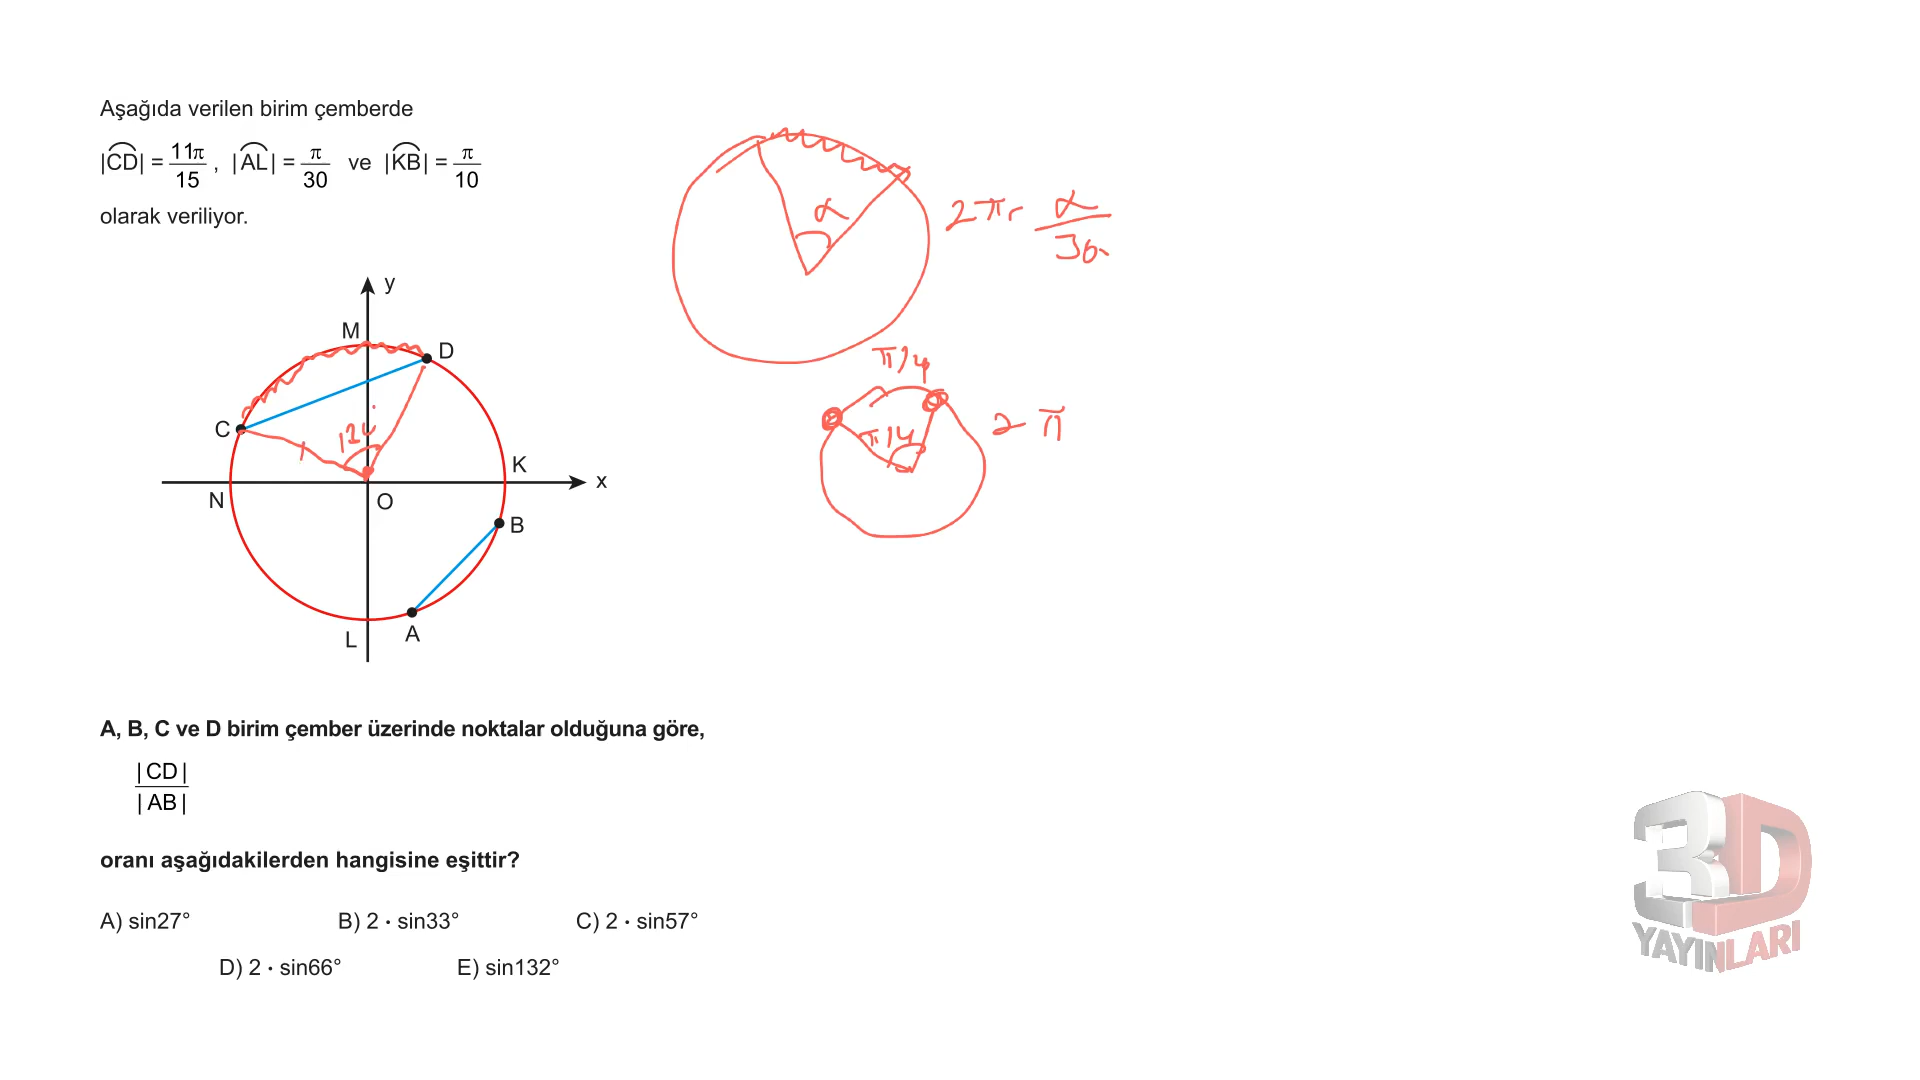 Aşağıda verilen birim çemberde
|CD| = 11π/15 , |AL| = π/30 ve |KB| = π/10
olarak veriliyor.
y
M
D
C
K
x
N
O
B
L
A
α
2πr α/360
π/4
π/4
2π
A, B, C ve D birim çember üzerinde noktalar olduğuna göre,
|CD|
|AB|
oranı aşağıdakilerden hangisine eşittir?
A) sin27° B) 2 · sin33° C) 2 · sin57°
D) 2 · sin66° E) sin132°
3D
YAYINLARI